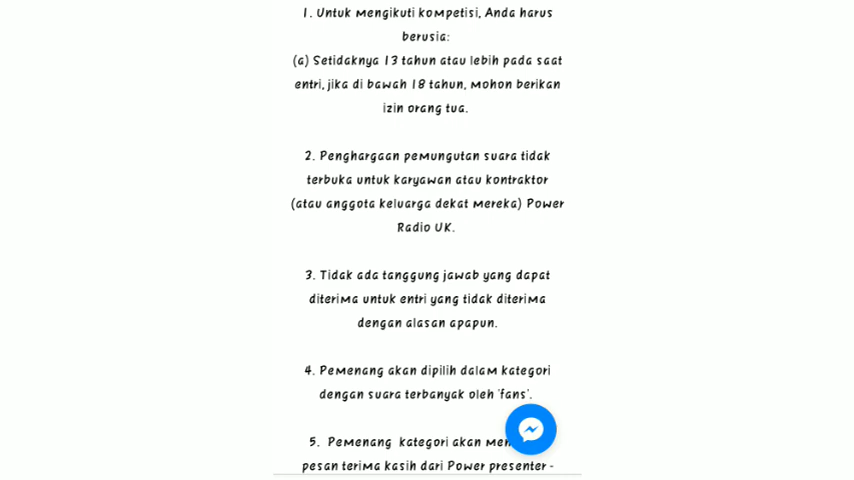 1. Untuk mengikuti kompetisi, Anda harus
berusia:
(a) Setidaknya 13 tahun atau lebih pada saat
entri, jika di bawah 18 tahun, mohon berikan
izin orang tua.
2. Penghargaan pemungutan suara tidak
terbuka untuk karyawan atau kontraktor
(atau anggota keluarga dekat mereka) Power
Radio UK.
3. Tidak ada tanggung jawab yang dapat
diterima untuk entri yang tidak diterima
dengan alasan apapun.
4. Pemenang akan dipilih dalam kategori
dengan suara terbanyak oleh 'fans'.
5. Pemenang kategori akan
pesan terima kasih dari Power presenter -